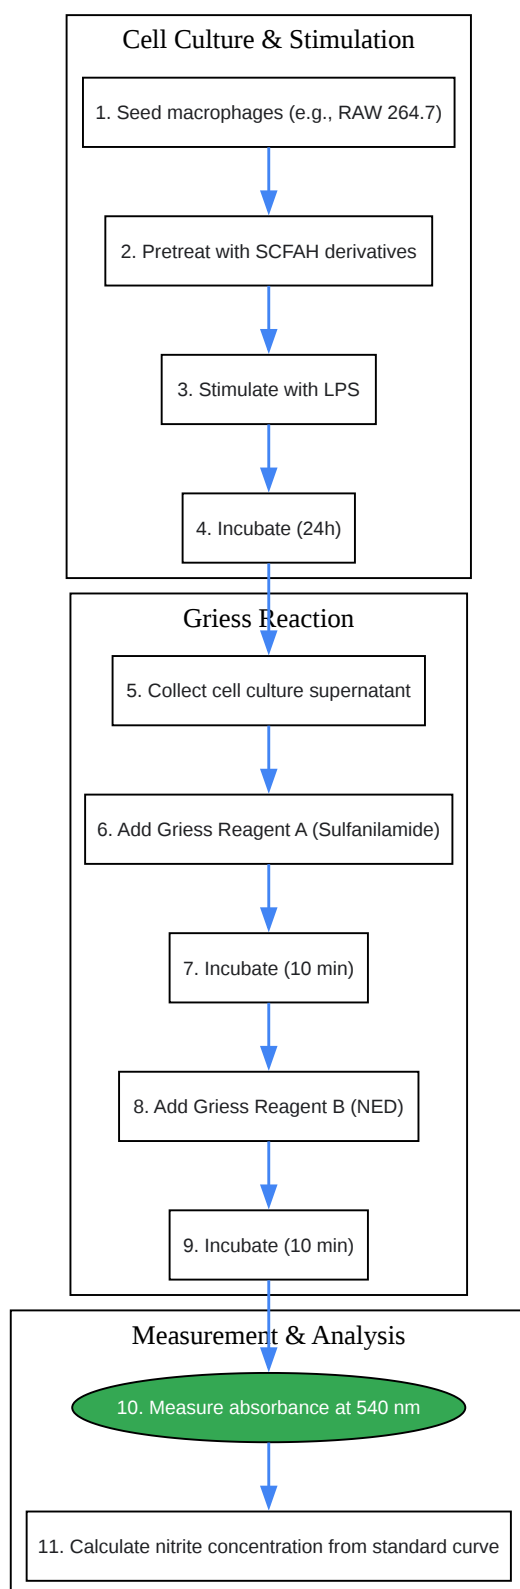 Cell Culture & Stimulation
1. Seed macrophages (e.g., RAW 264.7)
2. Pretreat with SCFAH derivatives
3. Stimulate with LPS
4. Incubate (24h)
Griess Reaction
5. Collect cell culture supernatant
6. Add Griess Reagent A (Sulfanilamide)
7. Incubate (10 min)
8. Add Griess Reagent B (NED)
9. Incubate (10 min)
Measurement & Analysis
10. Measure absorbance at 540 nm
11. Calculate nitrite concentration from standard curve